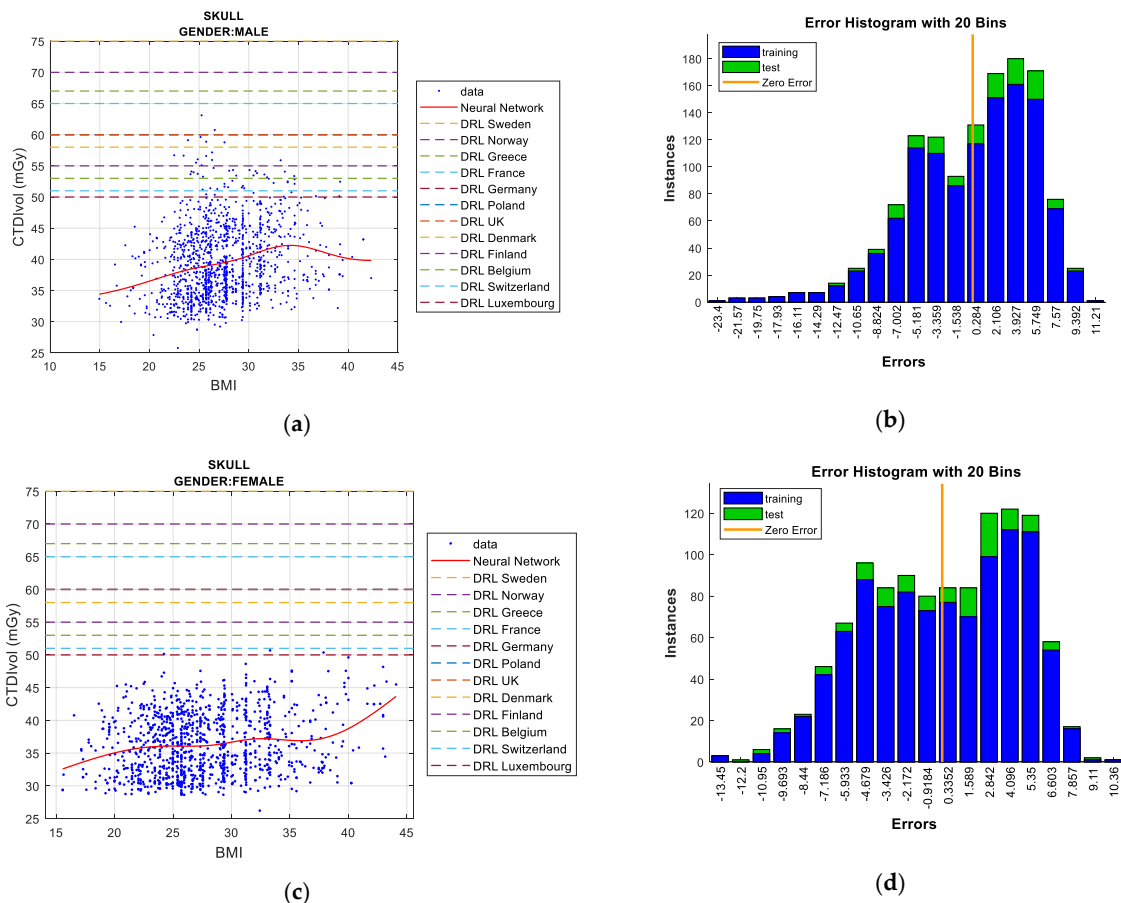 SKULL
GENDER:MALE
75
70
65
60
55
50
45
40
35
30
25
10
15
20
25
30
35
40
45
CTDIvol (mGy)
BMI
data
Neural Network
DRL Sweden
DRL Norway
DRL Greece
DRL France
DRL Germany
DRL Poland
DRL UK
DRL Denmark
DRL Finland
DRL Belgium
DRL Switzerland
DRL Luxembourg
(a)
Error Histogram with 20 Bins
training
test
Zero Error
180
160
140
120
100
80
60
40
20
0
Instances
-23.4
-21.57
-19.75
-17.93
-16.11
-14.29
-12.47
-10.65
-8.824
-7.002
-5.181
-3.359
-1.538
0.284
2.106
3.927
5.749
7.57
9.392
11.21
Errors
(b)
SKULL
GENDER:FEMALE
75
70
65
60
55
50
45
40
35
30
25
15
20
25
30
35
40
45
CTDIvol (mGy)
BMI
data
Neural Network
DRL Sweden
DRL Norway
DRL Greece
DRL France
DRL Germany
DRL Poland
DRL UK
DRL Denmark
DRL Finland
DRL Belgium
DRL Switzerland
DRL Luxembourg
(c)
Error Histogram with 20 Bins
training
test
Zero Error
120
100
80
60
40
20
0
Instances
-13.45
-12.2
-10.95
-9.693
-8.44
-7.186
-5.933
-4.679
-3.426
-2.172
-0.9184
0.3352
1.589
2.842
4.096
5.35
6.603
7.857
9.11
10.36
Errors
(d)